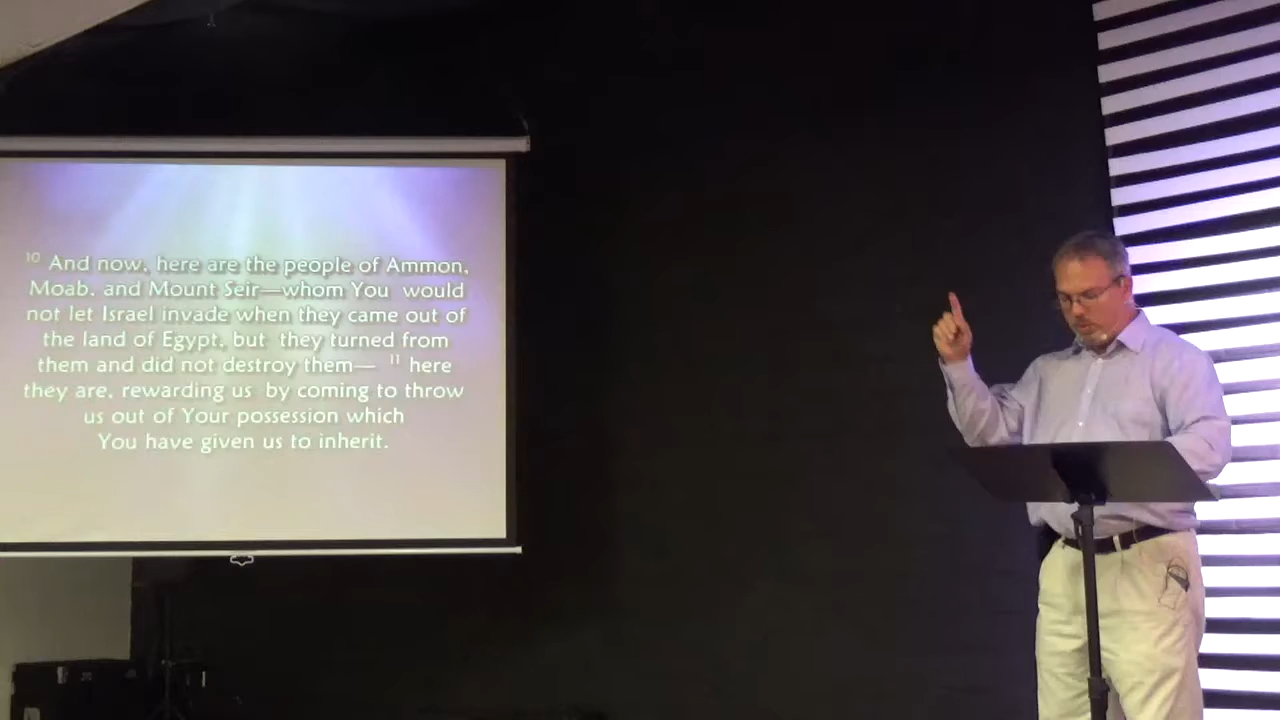 10 And now, here are the people of Ammon,
Moab, and Mount Seir—whom You would
not let Israel invade when they came out of
the land of Egypt, but they turned from
them and did not destroy them— 11 here
they are, rewarding us by coming to throw
us out of Your possession which
You have given us to inherit.